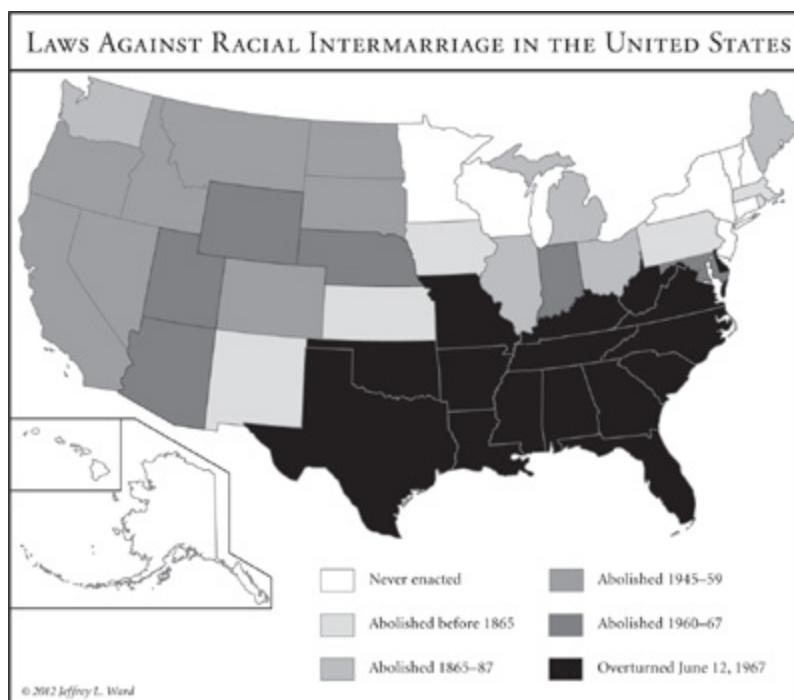 LAWS AGAINST RACIAL INTERMARRIAGE IN THE UNITED STATES
Never enacted
Abolished before 1865
Abolished 1865–87
Abolished 1945–59
Abolished 1960–67
Overturned June 12, 1967
© 2012 Jeffrey L. Ward